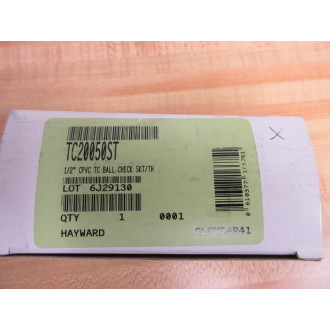 TC20050ST
1/2" CPVC TC BALL-CHECK SKT/TH
LOT 6J29130
QTY 1 0001
HAYWARD
X